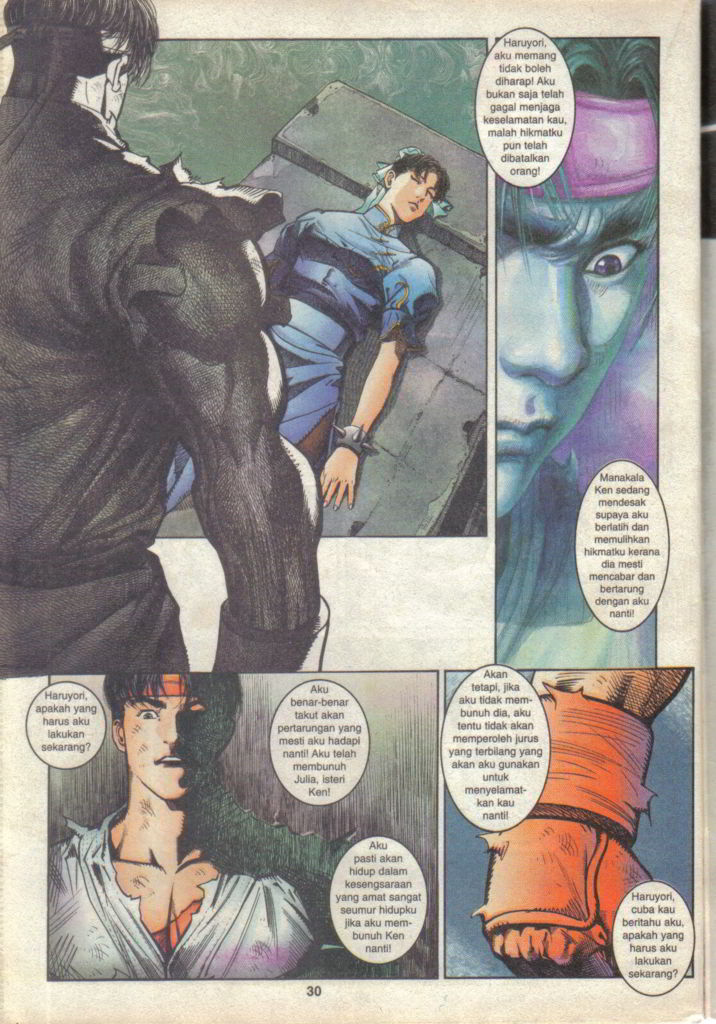 Haruyori,
aku memang
tidak boleh
diharap! Aku
bukan saja telah
gagal menjaga
keselamatan kau,
malah hikmatku
pun telah
dibatalkan
orang!
Manakala
Ken sedang
mendesak
supaya aku
berlatih dan
memulihkan
hikmatku kerana
dia mesti
mencabar dan
bertarung
dengan aku
nanti!
Haruyori,
apakah yang
harus aku
lakukan
sekarang?
Aku
benar-benar
takut akan
pertarungan yang
mesti aku hadapi
nanti! Aku telah
membunuh
Julia, isteri
Ken!
Aku
pasti akan
hidup dalam
kesengsaraan
yang amat sangat
seumur hidupku
jika aku mem-
bunuh Ken
nanti!
Akan
tetapi, jika
aku tidak mem-
bunuh dia, aku
tentu tidak akan
memperoleh jurus
yang terbilang yang
akan aku gunakan
untuk
menyelamat-
kan kau
nanti!
Haruyori,
cuba kau
beritahu aku,
apakah yang
harus aku
lakukan
sekarang?
30